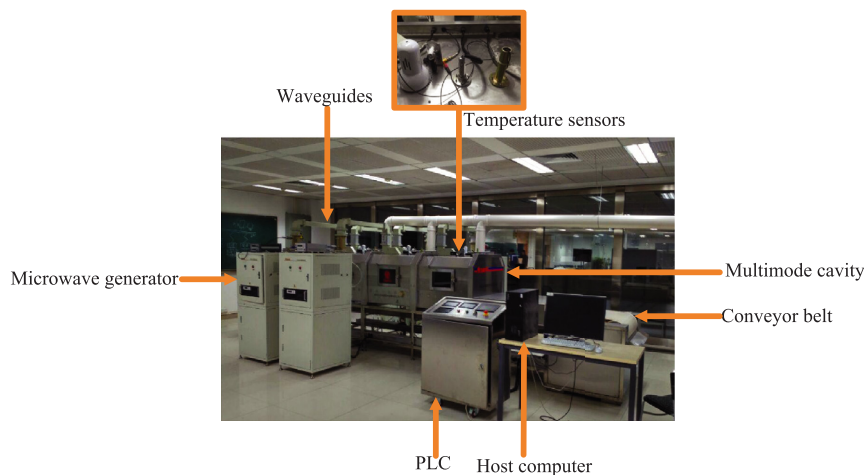 Waveguides
Temperature sensors
Microwave generator
Multimode cavity
Conveyor belt
PLC
Host computer